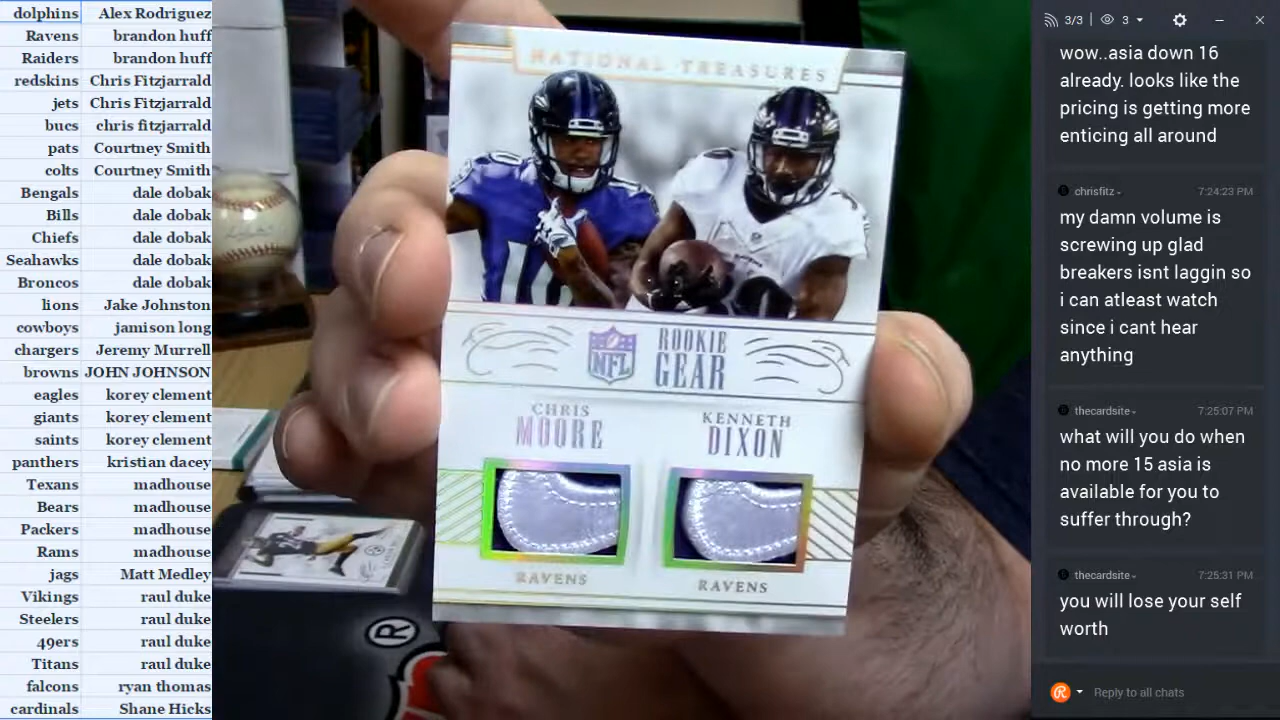 dolphins Alex Rodriguez
Ravens brandon huff
Raiders brandon huff
redskins Chris Fitzjarrald
jets Chris Fitzjarrald
bucs chris fitzjarrald
pats Courtney Smith
colts Courtney Smith
Bengals dale dobak
Bills dale dobak
Chiefs dale dobak
Seahawks dale dobak
Broncos dale dobak
lions Jake Johnston
cowboys jamison long
chargers Jeremy Murrell
browns JOHN JOHNSON
eagles korey clement
giants korey clement
saints korey clement
panthers kristian dacey
Texans madhouse
Bears madhouse
Packers madhouse
Rams madhouse
jags Matt Medley
Vikings raul duke
Steelers raul duke
49ers raul duke
Titans raul duke
falcons ryan thomas
cardinals Shane Hicks
NATIONAL TREASURES
10
NFL
ROOKIE
GEAR
CHRIS
MOORE
KENNETH
DIXON
RAVENS
RAVENS
®
3/3 3
wow..asia down 16
already. looks like the
pricing is getting more
enticing all around
chrisfitz 7:24:23 PM
my damn volume is
screwing up glad
breakers isnt laggin so
i can atleast watch
since i cant hear
anything
thecardsite 7:25:07 PM
what will you do when
no more 15 asia is
available for you to
suffer through?
thecardsite 7:25:31 PM
you will lose your self
worth
Reply to all chats